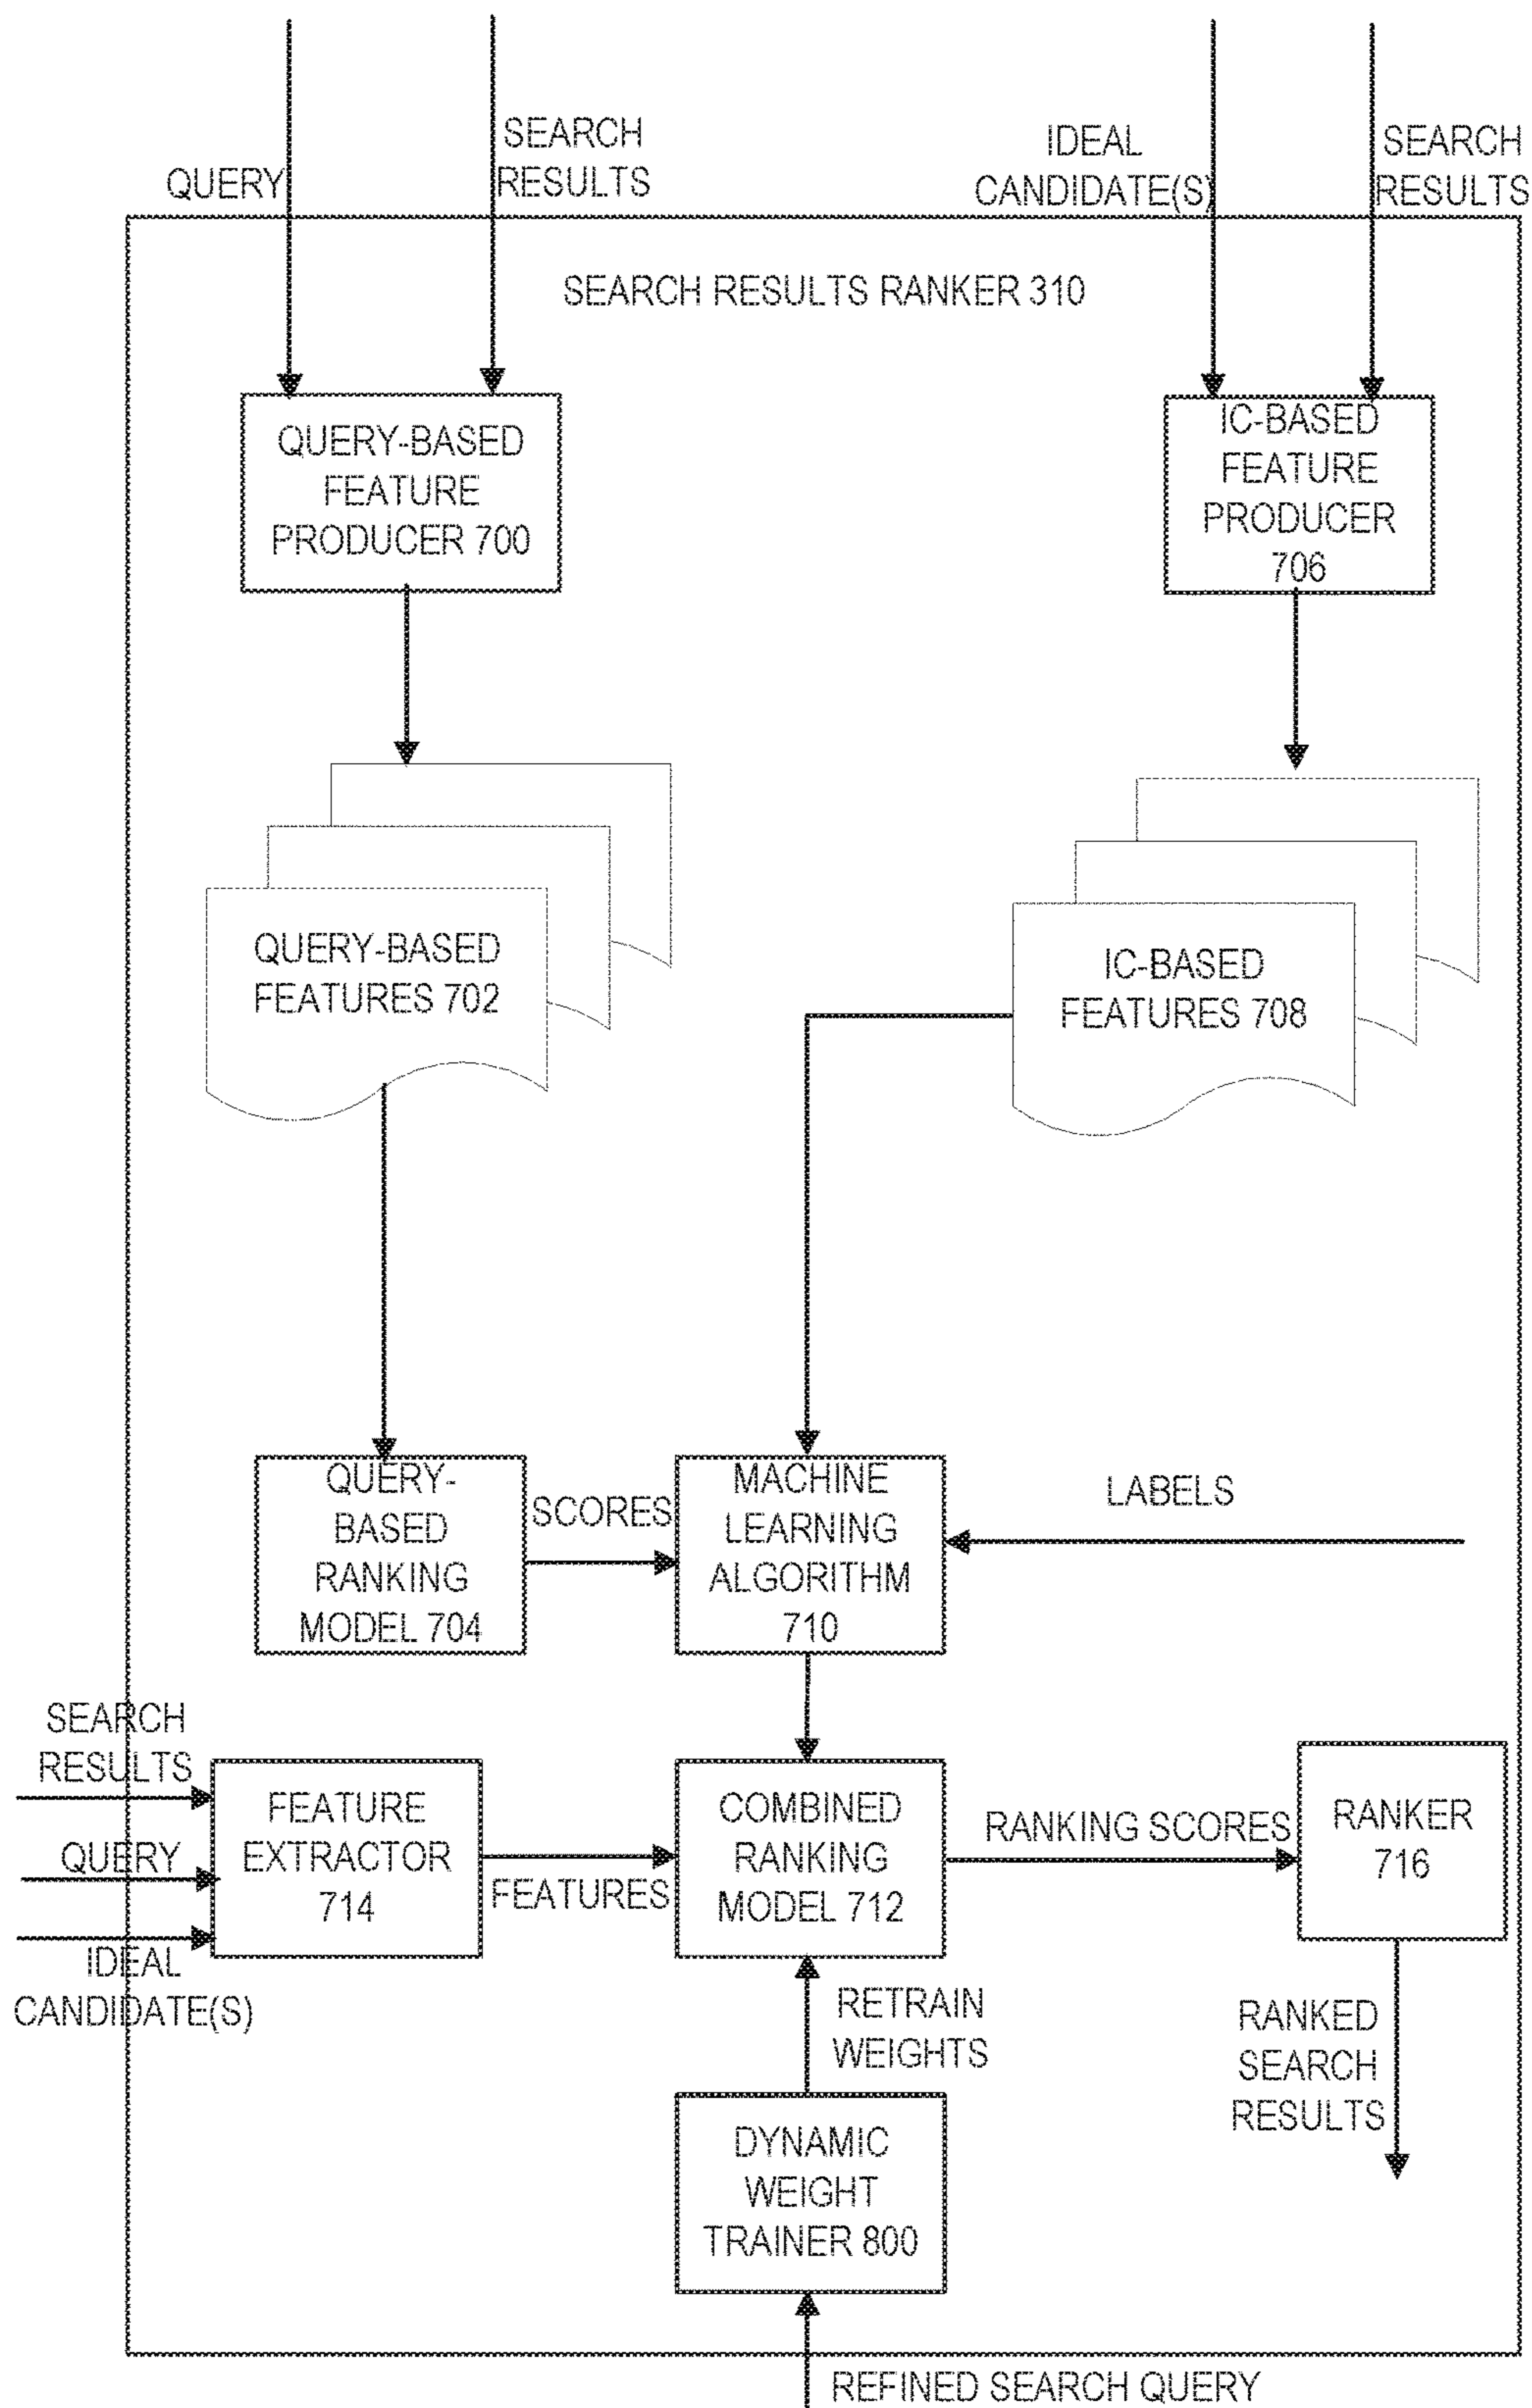 QUERY
SEARCH
RESULTS
IDEAL
CANDIDATE(S)
SEARCH
RESULTS
SEARCH RESULTS RANKER 310
QUERY-BASED
FEATURE
PRODUCER 700
IC-BASED
FEATURE
PRODUCER
706
QUERY-BASED
FEATURES 702
IC-BASED
FEATURES 708
QUERY-
BASED
RANKING
MODEL 704
SCORES
MACHINE
LEARNING
ALGORITHM
710
LABELS
SEARCH
RESULTS
QUERY
IDEAL
CANDIDATE(S)
FEATURE
EXTRACTOR
714
FEATURES
COMBINED
RANKING
MODEL 712
RANKING SCORES
RANKER
716
RETRAIN
WEIGHTS
RANKED
SEARCH
RESULTS
DYNAMIC
WEIGHT
TRAINER 800
REFINED SEARCH QUERY